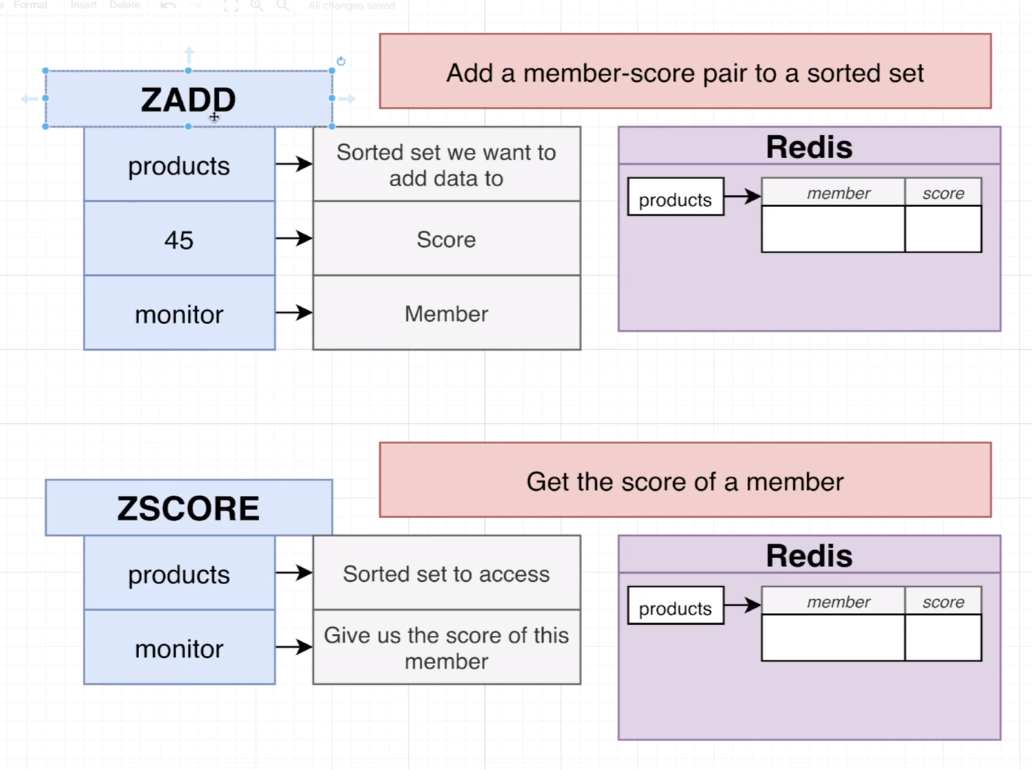 Format Insert Delete All changes saved
Add a member-score pair to a sorted set
ZADD
products
Sorted set we want to
add data to
45
Score
monitor
Member
Redis
products
member score
Get the score of a member
ZSCORE
products
Sorted set to access
monitor
Give us the score of this
member
Redis
products
member score